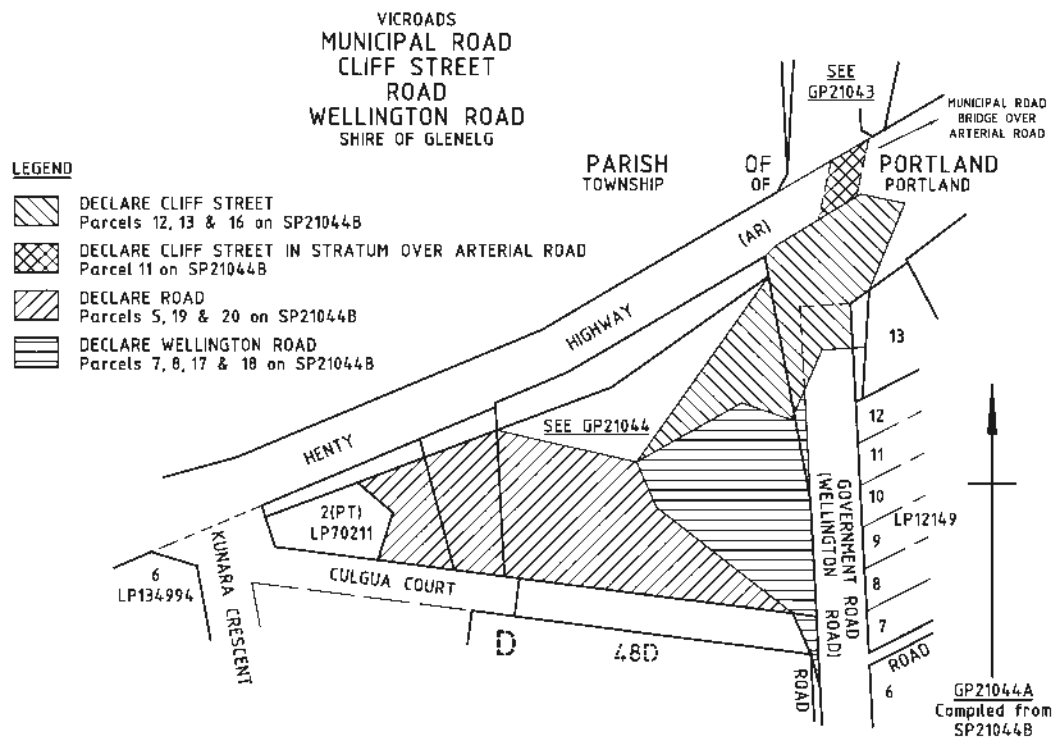 VICROADS
MUNICIPAL ROAD
CLIFF STREET
ROAD
WELLINGTON ROAD
SHIRE OF GLENELG
SEE
GP21043
MUNICIPAL ROAD
BRIDGE OVER
ARTERIAL ROAD
PARISH OF PORTLAND
TOWNSHIP OF PORTLAND
LEGEND
DECLARE CLIFF STREET
Parcels 12, 13 & 16 on SP21044B
DECLARE CLIFF STREET IN STRATUM OVER ARTERIAL ROAD
Parcel 11 on SP21044B
DECLARE ROAD
Parcels 5, 19 & 20 on SP21044B
DECLARE WELLINGTON ROAD
Parcels 7, 8, 17 & 18 on SP21044B
HENTY HIGHWAY (AR)
SEE GP21044
13
12
11
10
9
8
7
6
LP12149
GOVERNMENT ROAD
(WELLINGTON ROAD)
2(PT)
LP70211
CULGUA COURT
KUNARA CRESCENT
6
LP134994
D
48D
ROAD
ROAD
GP21044A
Compiled from
SP21044B